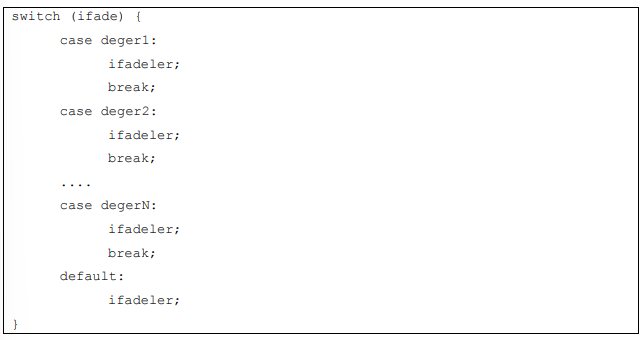 switch (ifade) {
case deger1:
ifadeler;
break;
case deger2:
ifadeler;
break;
....
case degerN:
ifadeler;
break;
default:
ifadeler;
}